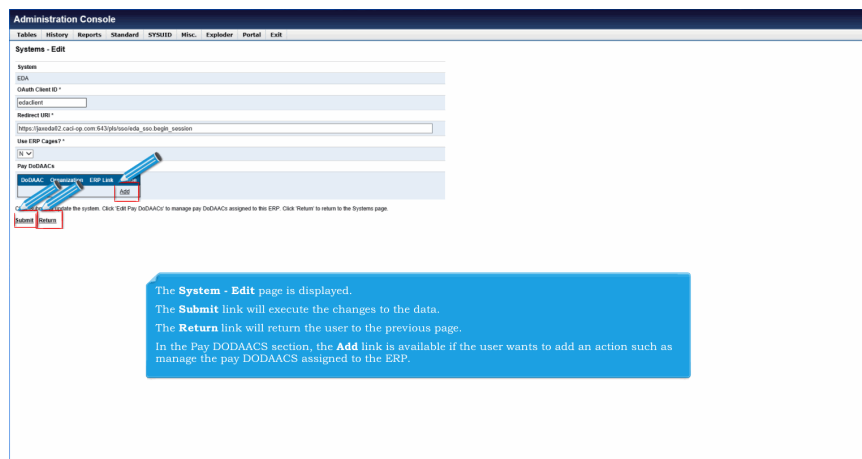 Administration Console
Tables History Reports Standard SYSUID Misc. Exploder Portal Exit
Systems - Edit
System
EDA
OAuth Client ID *
edaclient
Redirect URI *
https://jaxeda02.caci-op.com:643/pls/sso/eda_sso.begin_session
Use ERP Cages? *
N
Pay DoDAACs
DoDAAC Organization ERP Link
Add
update the system. Click 'Edit Pay DoDAACs' to manage pay DoDAACs assigned to this ERP. Click 'Return' to return to the Systems page.
Submit Return
The System - Edit page is displayed.
The Submit link will execute the changes to the data.
The Return link will return the user to the previous page.
In the Pay DODAACS section, the Add link is available if the user wants to add an action such as
manage the pay DODAACS assigned to the ERP.